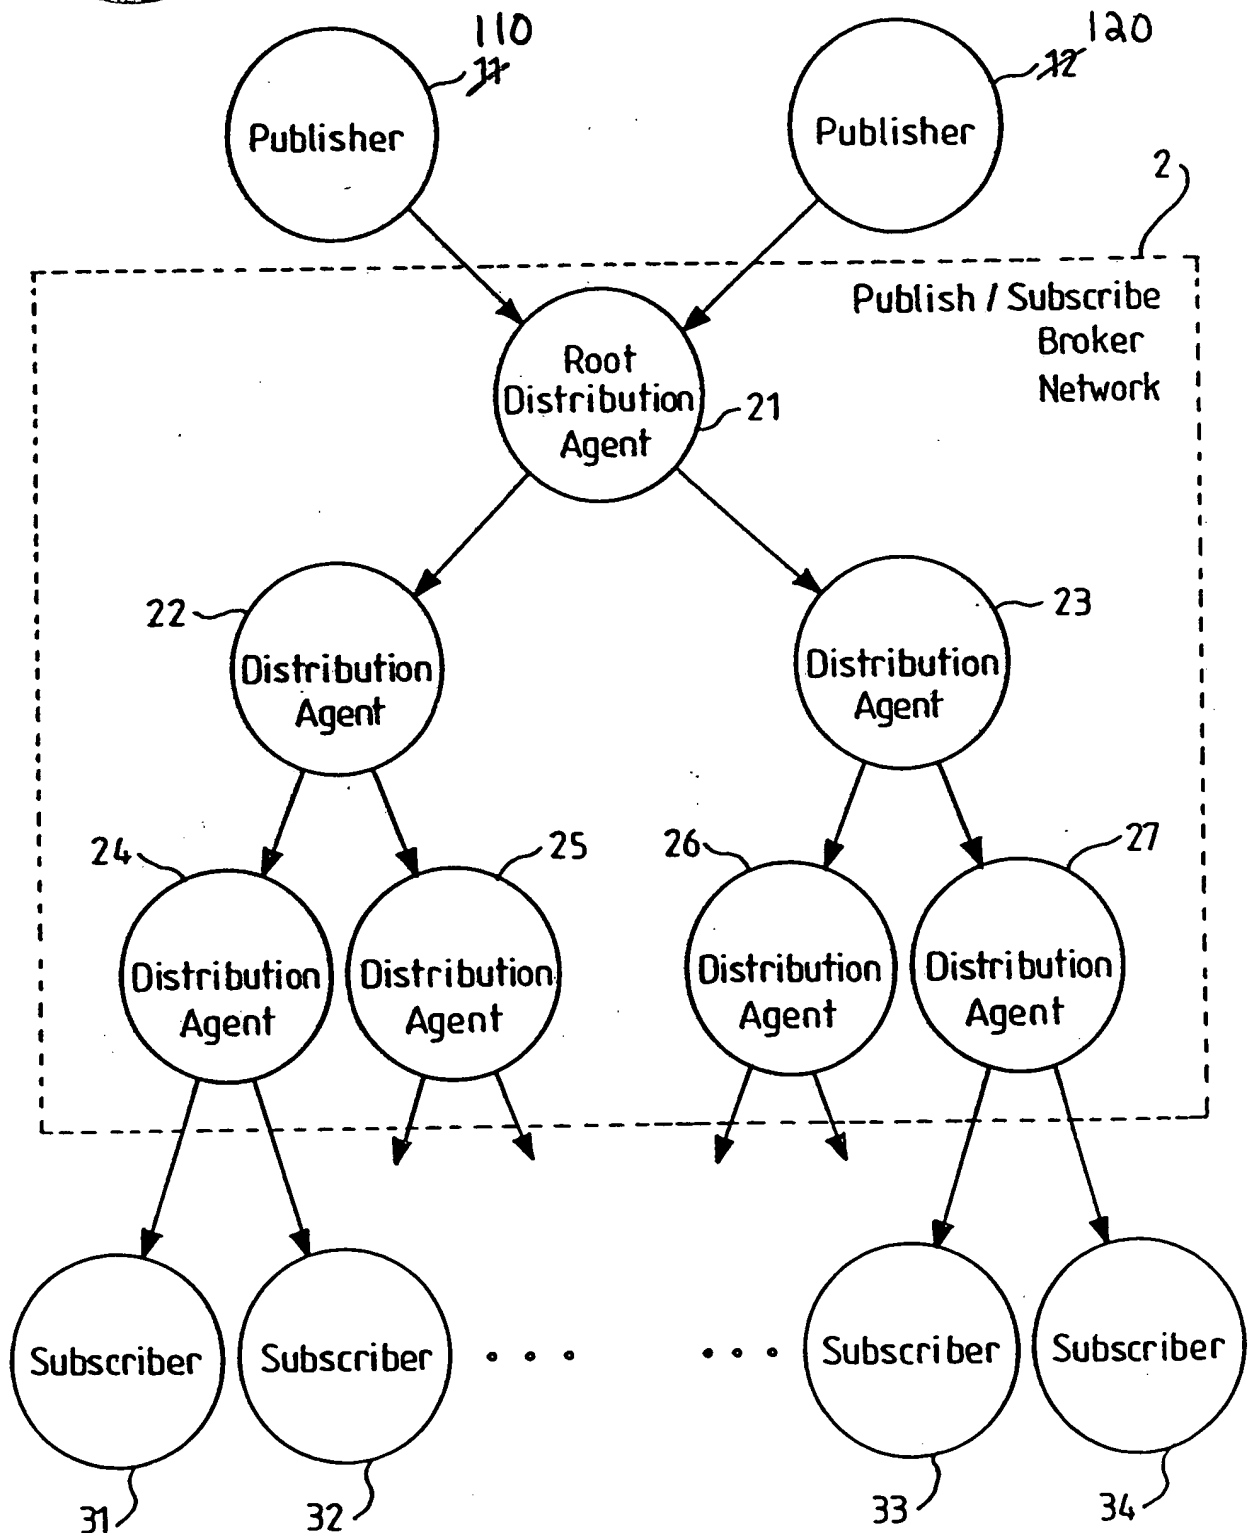 110
11
120
12
Publisher
Publisher
2
Publish / Subscribe
Broker
Network
Root
Distribution
Agent
21
22
23
Distribution
Agent
Distribution
Agent
24
25
26
27
Distribution
Agent
Distribution
Agent
Distribution
Agent
Distribution
Agent
Subscriber
Subscriber
Subscriber
Subscriber
31
32
33
34